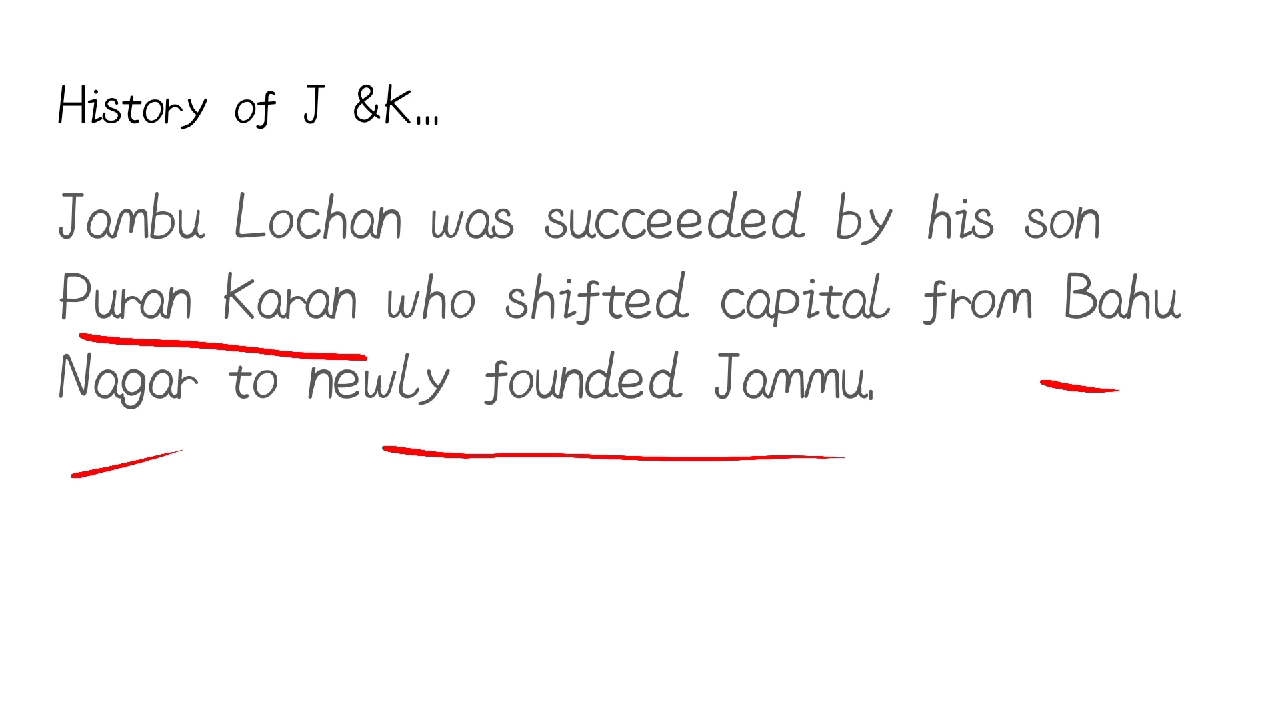 History of J &K...
Jambu Lochan was succeeded by his son
Puran Karan who shifted capital from Bahu
Nagar to newly founded Jammu.